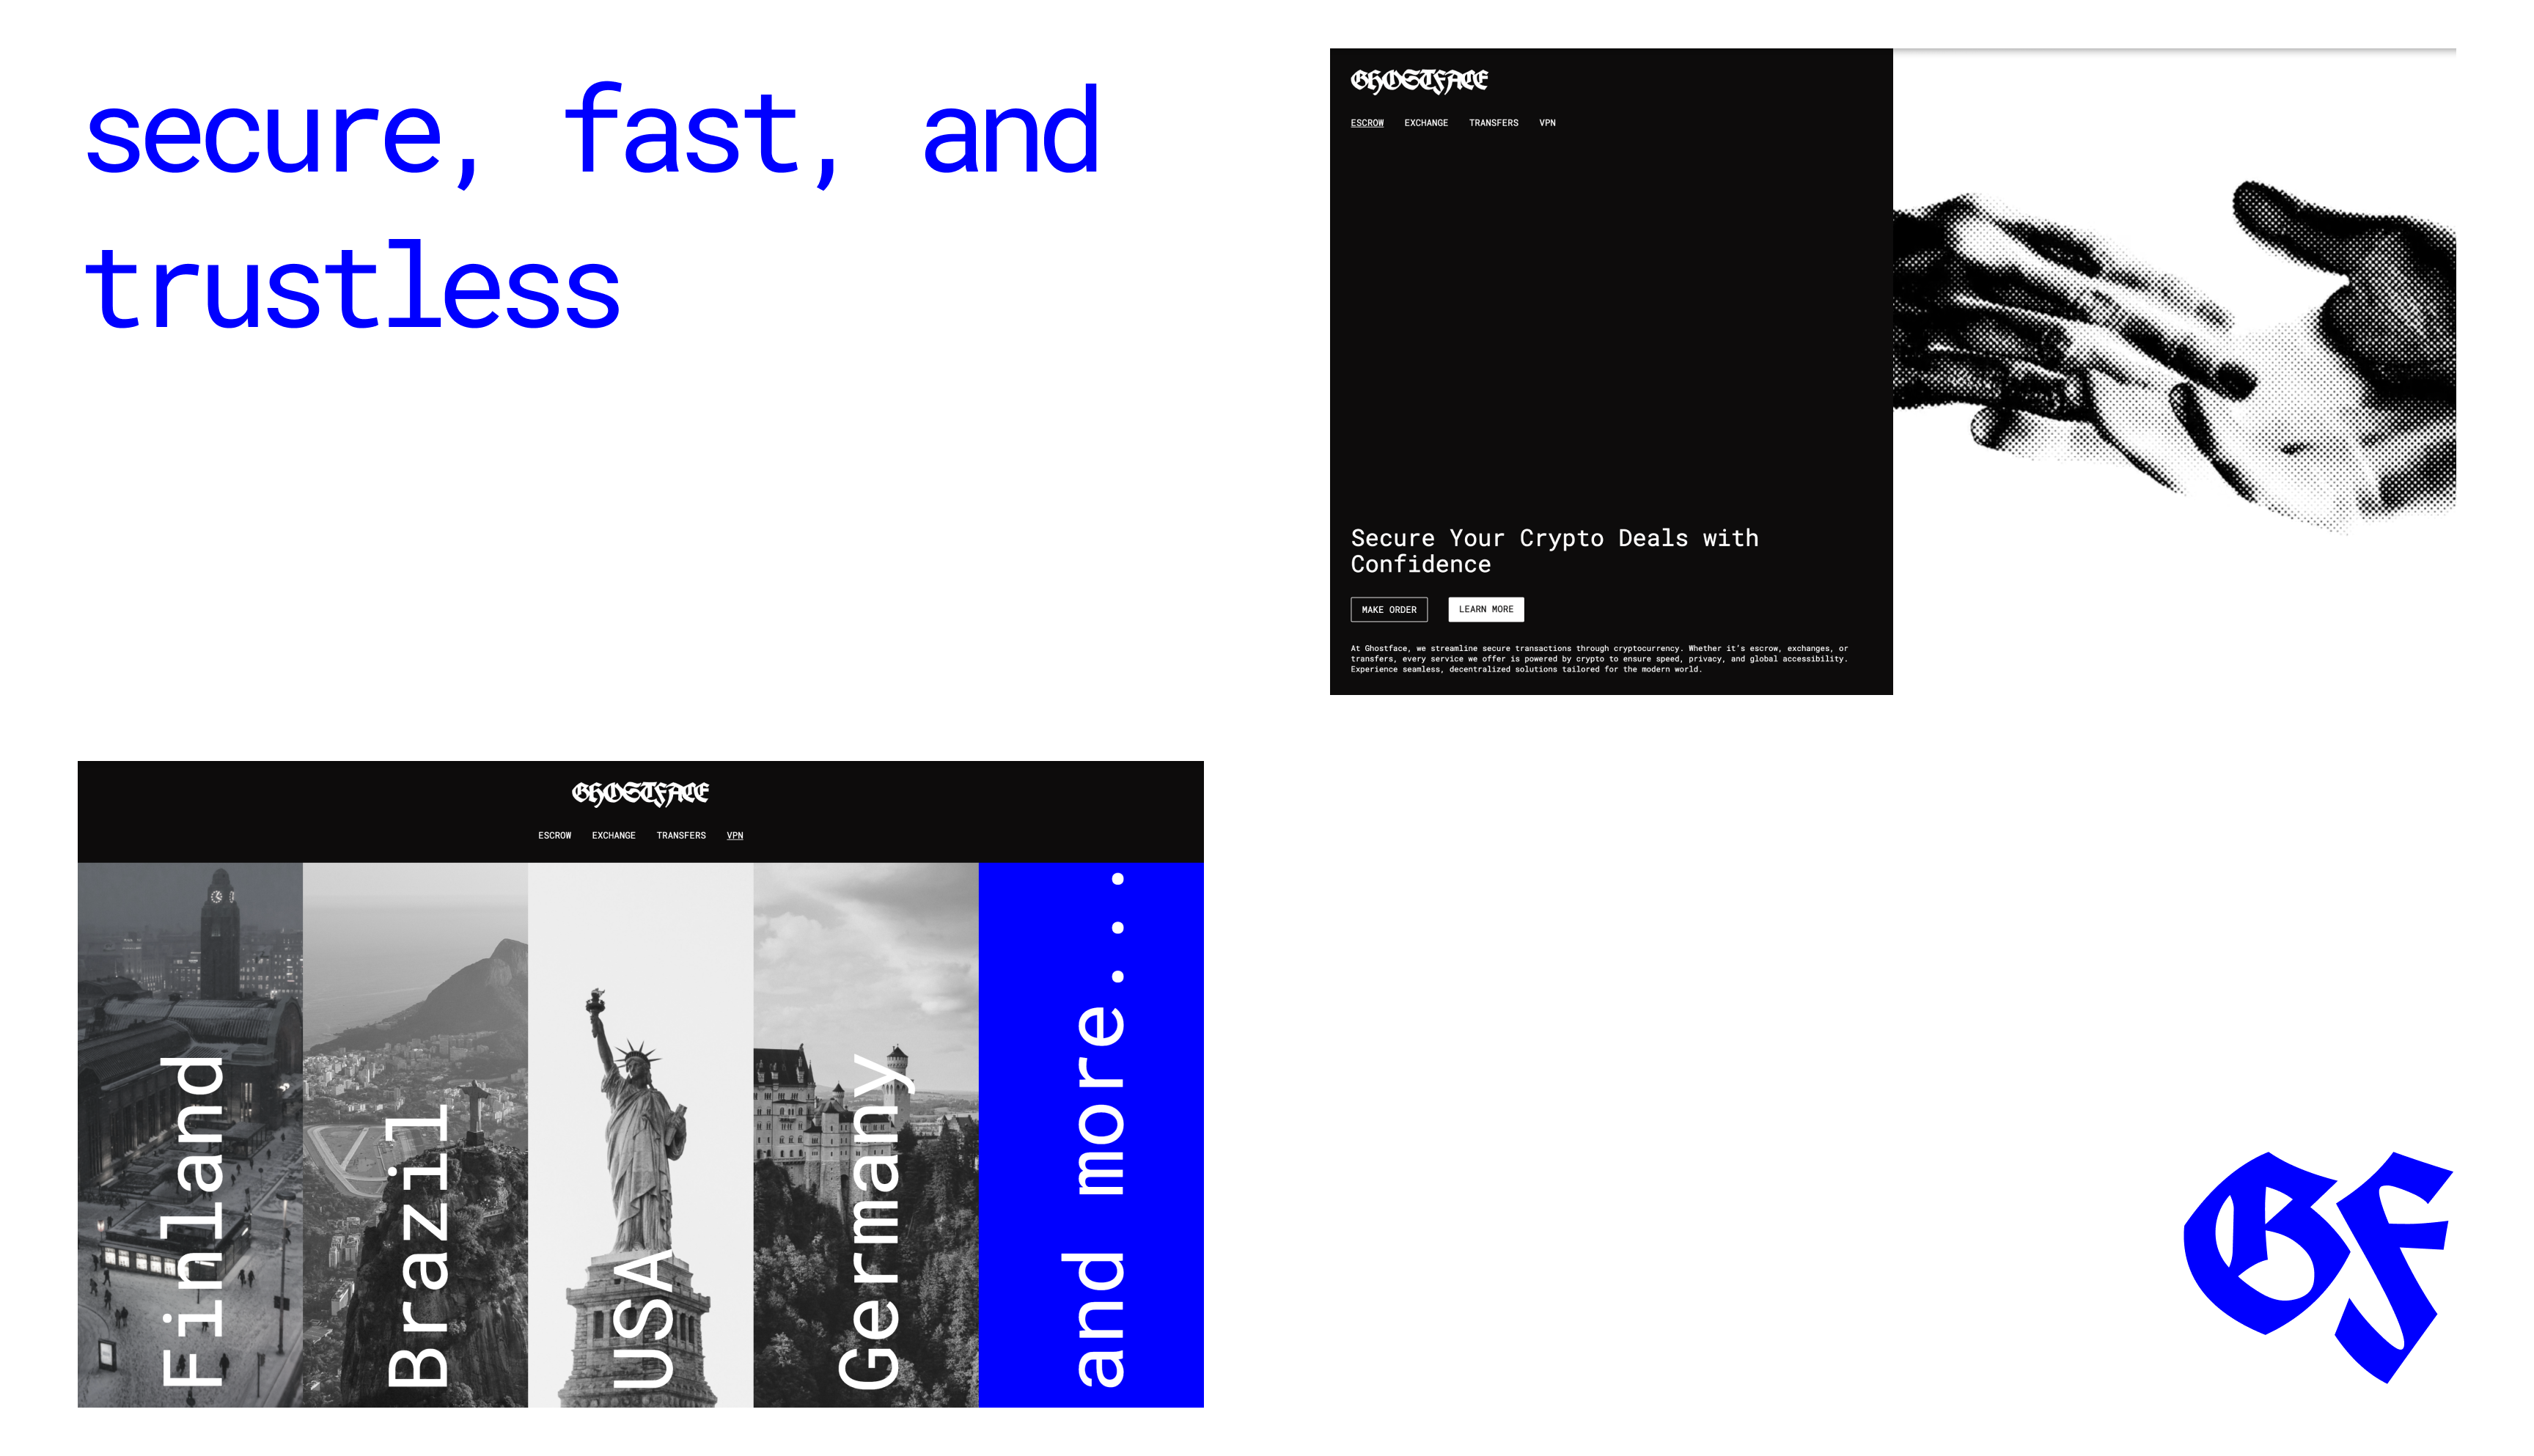 secure, fast, and
trustless
GHOSTFACE
ESCROW EXCHANGE TRANSFERS VPN
Secure Your Crypto Deals with
Confidence
MAKE ORDER LEARN MORE
At Ghostface, we streamline secure transactions through cryptocurrency. Whether it's escrow, exchanges, or
transfers, every service we offer is powered by crypto to ensure speed, privacy, and global accessibility.
Experience seamless, decentralized solutions tailored for the modern world.
GHOSTFACE
ESCROW EXCHANGE TRANSFERS VPN
Finland
Brazil
USA
Germany
and more...
GF